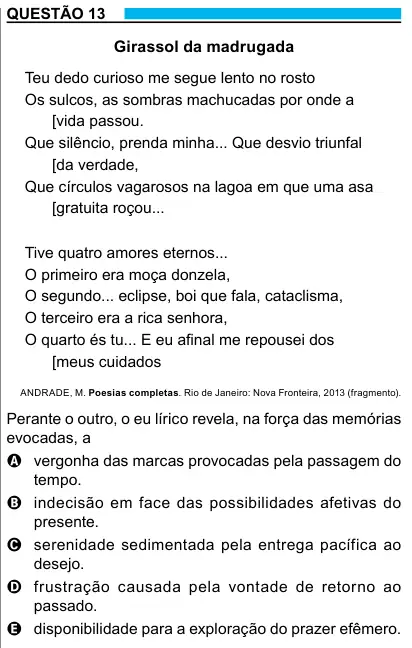 QUESTÃO 13
Girassol da madrugada
Teu dedo curioso me segue lento no rosto
Os sulcos, as sombras machucadas por onde a
[vida passou.
Que silêncio, prenda minha... Que desvio triunfal
[da verdade,
Que círculos vagarosos na lagoa em que uma asa
[gratuita roçou...
Tive quatro amores eternos...
O primeiro era moça donzela,
O segundo... eclipse, boi que fala, cataclisma,
O terceiro era a rica senhora,
O quarto és tu... E eu afinal me repousei dos
[meus cuidados
ANDRADE, M. Poesias completas. Rio de Janeiro: Nova Fronteira, 2013 (fragmento).
Perante o outro, o eu lírico revela, na força das memórias
evocadas, a
A vergonha das marcas provocadas pela passagem do
tempo.
B indecisão em face das possibilidades afetivas do
presente.
C serenidade sedimentada pela entrega pacífica ao
desejo.
D frustração causada pela vontade de retorno ao
passado.
E disponibilidade para a exploração do prazer efêmero.